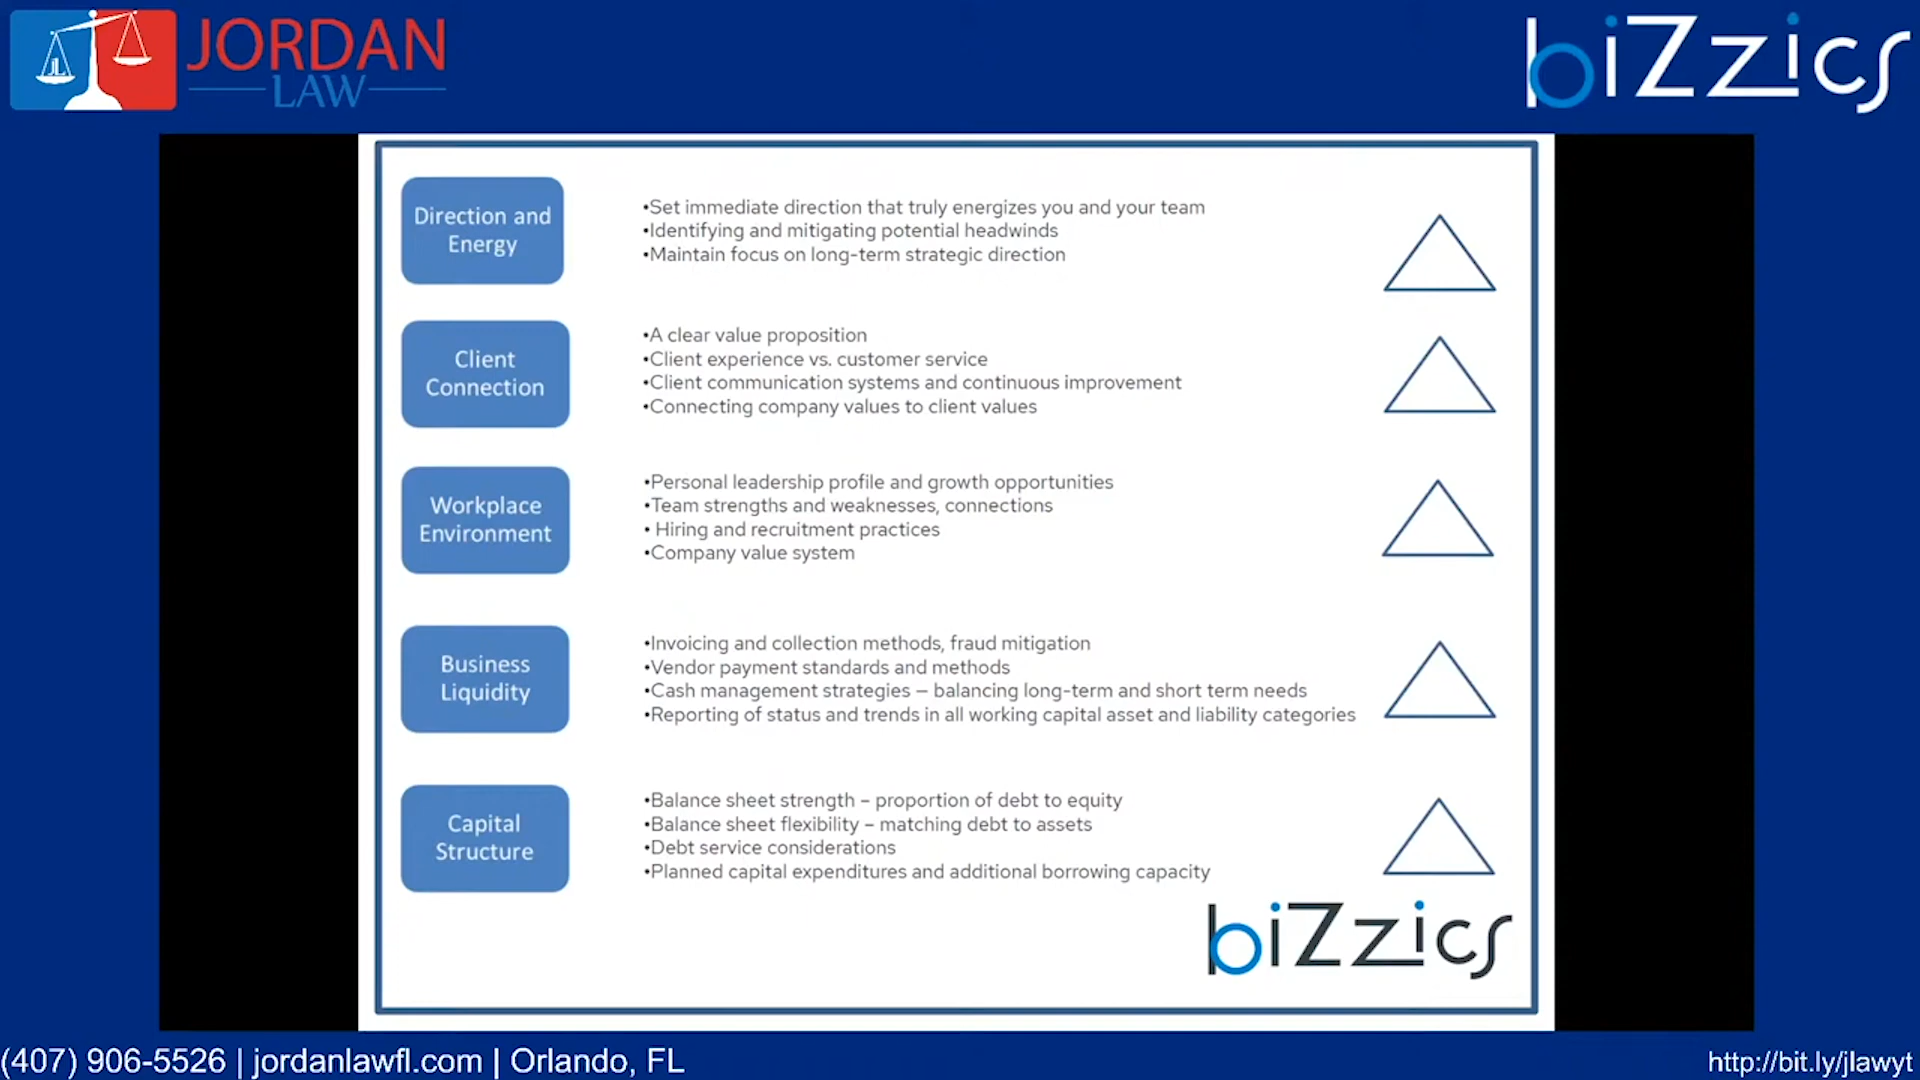 JL
JORDAN
LAW
biZzics
Direction and
Energy
•Set immediate direction that truly energizes you and your team
•Identifying and mitigating potential headwinds
•Maintain focus on long-term strategic direction
Client
Connection
•A clear value proposition
•Client experience vs. customer service
•Client communication systems and continuous improvement
•Connecting company values to client values
Workplace
Environment
•Personal leadership profile and growth opportunities
•Team strengths and weaknesses, connections
• Hiring and recruitment practices
•Company value system
Business
Liquidity
•Invoicing and collection methods, fraud mitigation
•Vendor payment standards and methods
•Cash management strategies – balancing long-term and short term needs
•Reporting of status and trends in all working capital asset and liability categories
Capital
Structure
•Balance sheet strength – proportion of debt to equity
•Balance sheet flexibility – matching debt to assets
•Debt service considerations
•Planned capital expenditures and additional borrowing capacity
biZzics
(407) 906-5526 | jordanlawfl.com | Orlando, FL
http://bit.ly/jlawyt